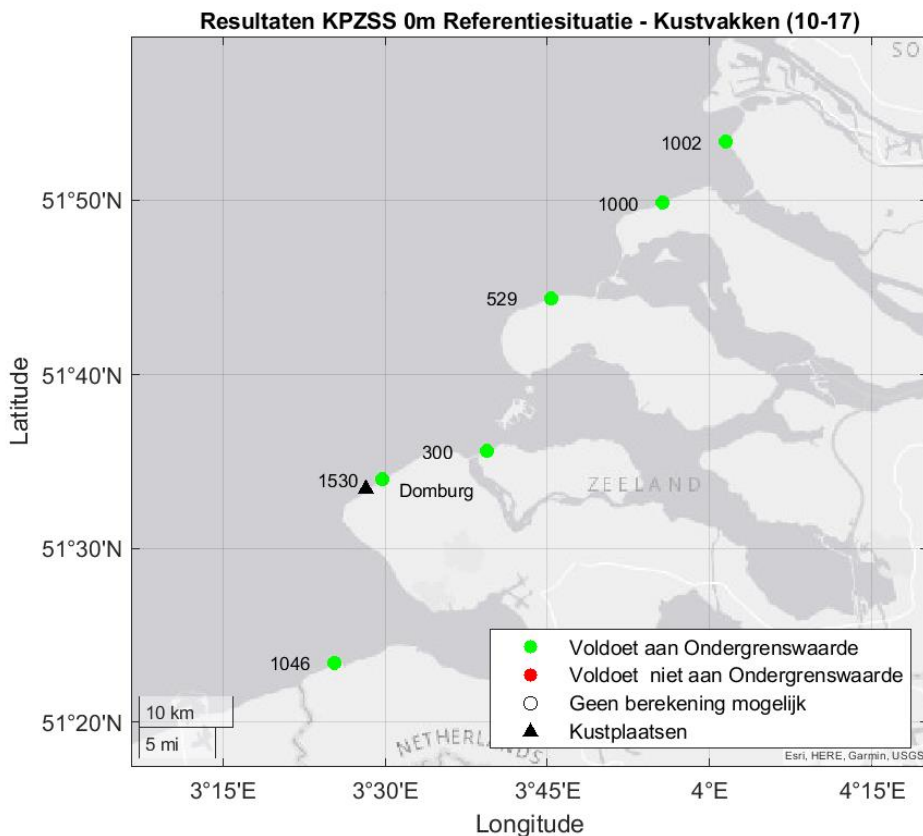 Resultaten KPZSS 0m Referentiesituatie - Kustvakken (10-17)
SO
1002
51°50'N
1000
529
Latitude
51°40'N
300
1530
Domburg
ZEELAND
51°30'N
1046
Voldoet aan Ondergrenswaarde
Voldoet niet aan Ondergrenswaarde
Geen berekening mogelijk
Kustplaatsen
10 km
5 mi
51°20'N
NETHERLANDS
Esri, HERE, Garmin, USGS
3°15'E
3°30'E
3°45'E
4°E
4°15'E
Longitude